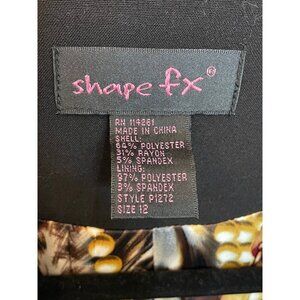 shape fx®
RN 114261
MADE IN CHINA
SHELL:
64% POLYESTER
31% RAYON
5% SPANDEX
LINING:
97% POLYESTER
3% SPANDEX
STYLE P1272
SIZE 12